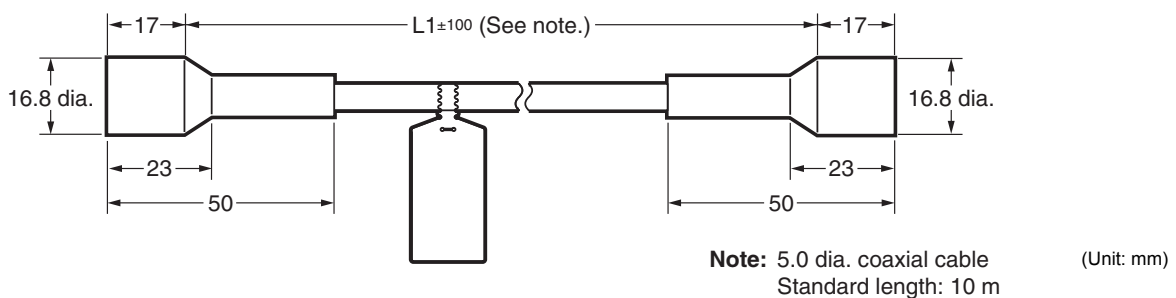 17
L1±100 (See note.)
17
16.8 dia.
16.8 dia.
23
23
50
50
Note: 5.0 dia. coaxial cable
(Unit: mm)
Standard length: 10 m